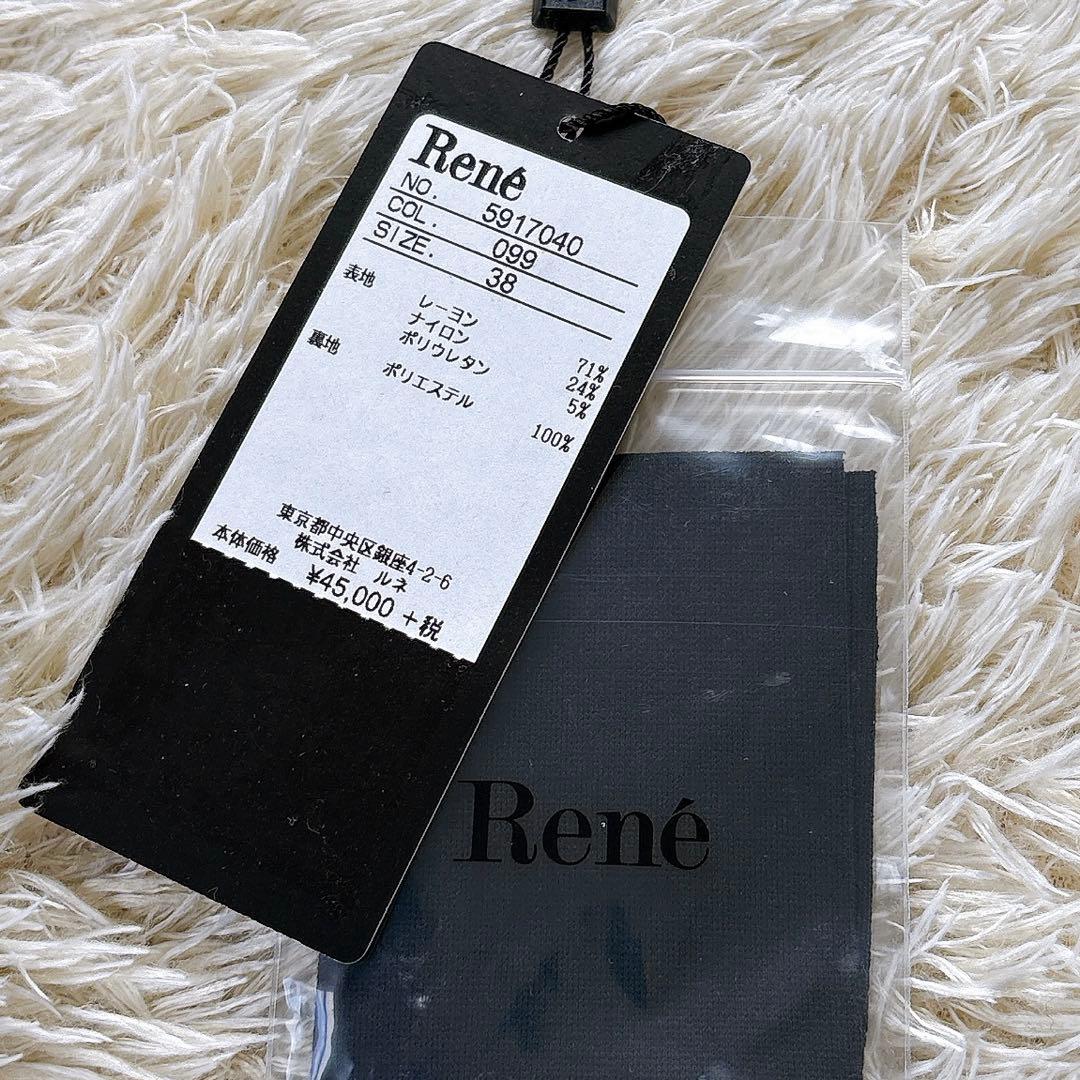 René
NO. 5917040
COL. 099
SIZE. 38
表地
レーヨン 71%
ナイロン 24%
ポリウレタン 5%
裏地
ポリエステル 100%
東京都中央区銀座4-2-6
株式会社 ルネ
本体価格 ¥45,000 +税
René